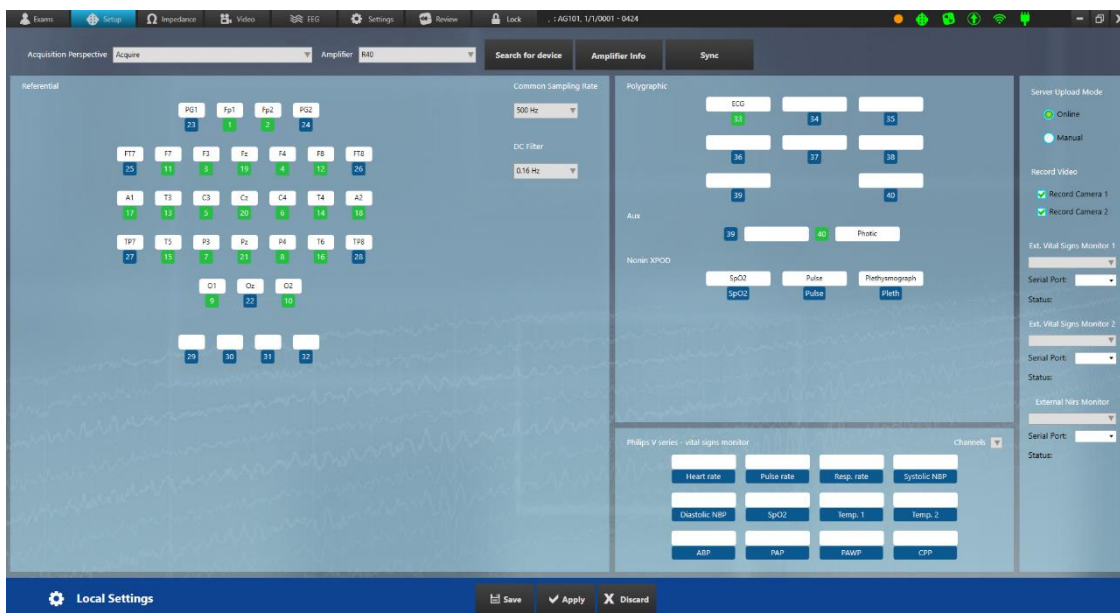 Exams Setup Impedance Video EEG Settings Review Lock , : AG101, 1/1/0001 - 0424
Acquisition Perspective Acquire Amplifier R40 Search for device Amplifier Info Sync
Referential Common Sampling Rate
500 Hz
DC Filter
0.16 Hz
PG1 Fp1 Fp2 PG2
23 1 2 24
FT7 F7 F3 Fz F4 F8 FT8
25 11 3 19 4 12 26
A1 T3 C3 Cz C4 T4 A2
17 13 5 20 6 14 18
TP7 T5 P3 Pz P4 T6 TP8
27 15 7 21 8 16 28
O1 Oz O2
9 22 10
29 30 31 32
Polygraphic
ECG
33 34 35
36 37 38
39 40
Aux
39 40 Photic
Nonin XPOD
SpO2 Pulse Plethysmograph
SpO2 Pulse Pleth
Philips V series - vital signs monitor Channels
Heart rate Pulse rate Resp. rate Systolic NBP
Diastolic NBP SpO2 Temp. 1 Temp. 2
ABP PAP PAWP CPP
Server Upload Mode
Online
Manual
Record Video
Record Camera 1
Record Camera 2
Ext. Vital Signs Monitor 1
Serial Port:
Status:
Ext. Vital Signs Monitor 2
Serial Port:
Status:
External Nirs Monitor
Serial Port:
Status:
Local Settings Save Apply Discard